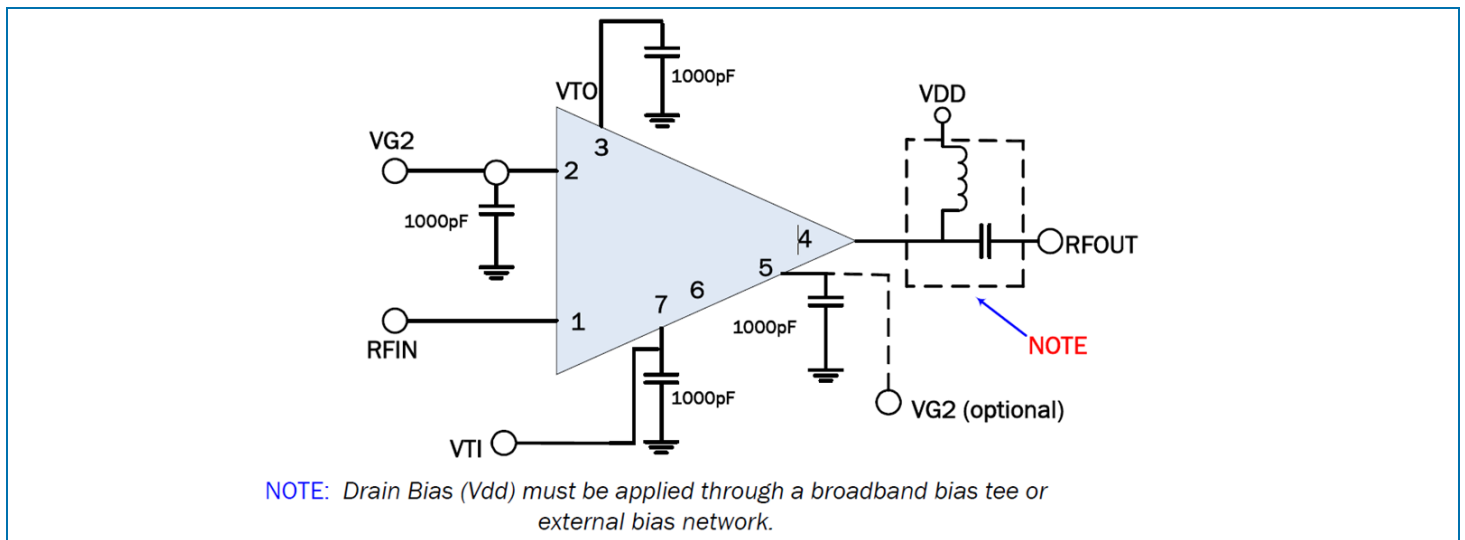 1000pF
VTO
VDD
VG2
3
2
1000pF
4
RFOUT
5
6
7
1000pF
1
RFIN
NOTE
1000pF
VG2 (optional)
VTI
NOTE: Drain Bias (Vdd) must be applied through a broadband bias tee or
external bias network.